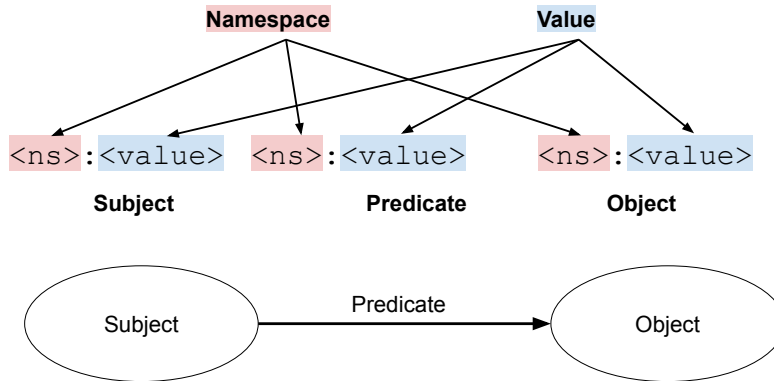 Namespace Value
<ns>:<value> <ns>:<value> <ns>:<value>
Subject Predicate Object
Predicate
Subject Object